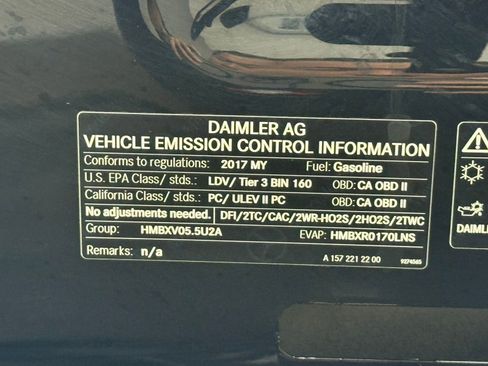 DAIMLER AG
VEHICLE EMISSION CONTROL INFORMATION
Conforms to regulations: 2017 MY Fuel: Gasoline
U.S. EPA Class/ stds.: LDV/ Tier 3 BIN 160 OBD: CA OBD II
California Class/ stds.: PC/ ULEV II PC OBD: CA OBD II
No adjustments needed. DFI/2TC/CAC/2WR-HO2S/2HO2S/2TWC
Group: HMBXV05.5U2A EVAP: HMBXR0170LNS
Remarks: n/a
A 157 221 22 00 9274565
DAIML